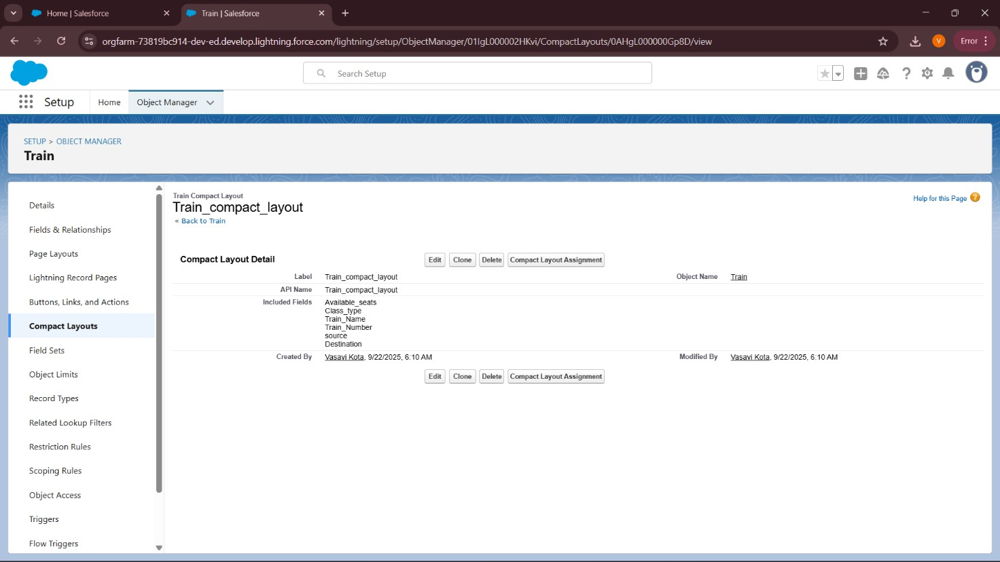 Home | Salesforce
Train | Salesforce
orgfarm-73819bc914-dev-ed.develop.lightning.force.com/lightning/setup/ObjectManager/01IgL000002HKvi/CompactLayouts/0AHgL000000Gp8D/view
V
Error
Search Setup
Setup
Home
Object Manager
SETUP > OBJECT MANAGER
Train
Details
Fields & Relationships
Page Layouts
Lightning Record Pages
Buttons, Links, and Actions
Compact Layouts
Field Sets
Object Limits
Record Types
Related Lookup Filters
Restriction Rules
Scoping Rules
Object Access
Triggers
Flow Triggers
Train Compact Layout
Train_compact_layout
« Back to Train
Help for this Page ?
Compact Layout Detail
Edit Clone Delete Compact Layout Assignment
Label Train_compact_layout Object Name Train
API Name Train_compact_layout
Included Fields Available_seats
Class_type
Train_Name
Train_Number
source
Destination
Created By Vasavi Kota, 9/22/2025, 6:10 AM Modified By Vasavi Kota, 9/22/2025, 6:10 AM
Edit Clone Delete Compact Layout Assignment